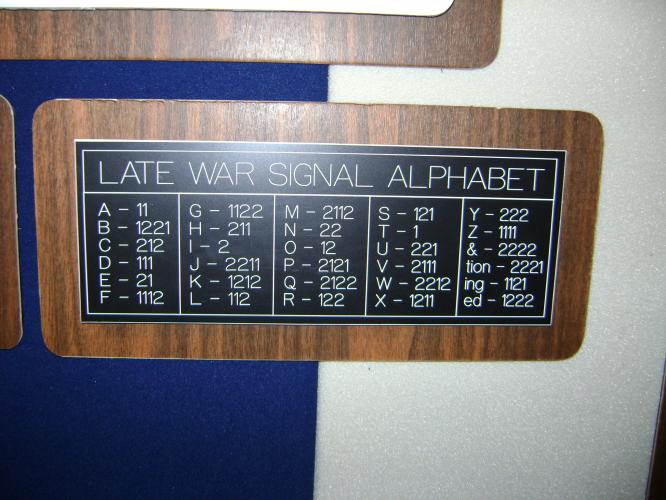 LATE WAR SIGNAL ALPHABET
A - 11
B - 1221
C - 212
D - 111
E - 21
F - 1112
G - 1122
H - 211
I - 2
J - 2211
K - 1212
L - 112
M - 2112
N - 22
O - 12
P - 2121
Q - 2122
R - 122
S - 121
T - 1
U - 221
V - 2111
W - 2212
X - 1211
Y - 222
Z - 1111
& - 2222
tion - 2221
ing - 1121
ed - 1222